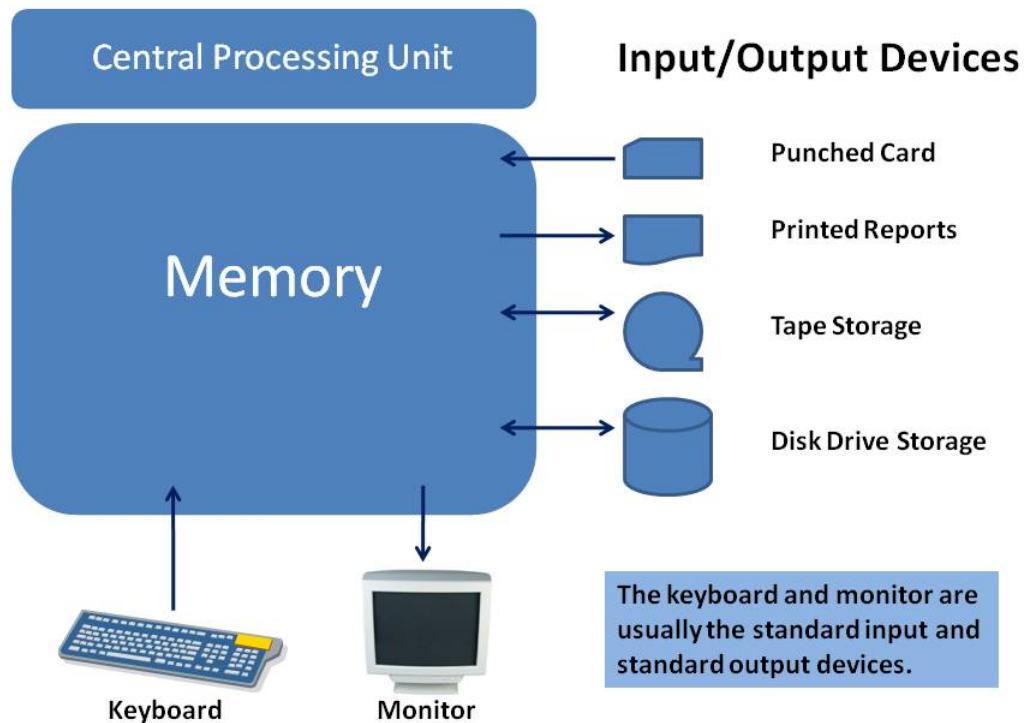 Central Processing Unit
Input/Output Devices
Memory
Punched Card
Printed Reports
Tape Storage
Disk Drive Storage
The keyboard and monitor are
usually the standard input and
standard output devices.
Keyboard
Monitor